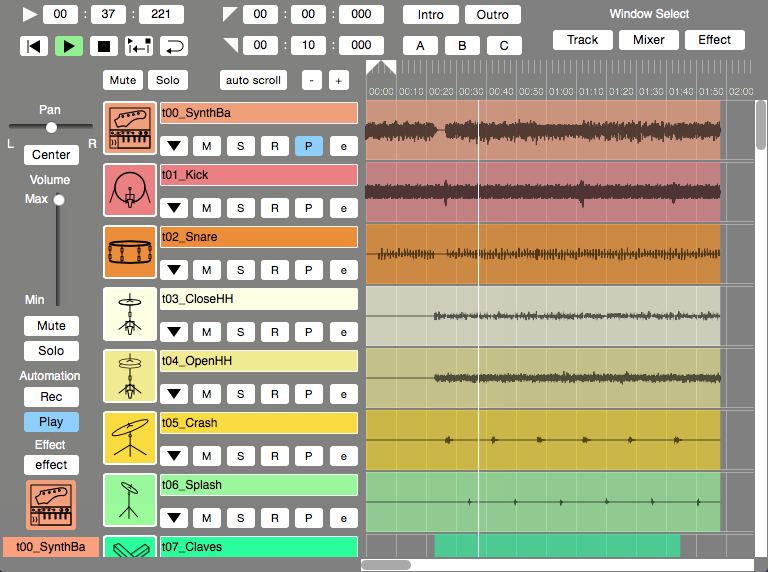 00 : 37 : 221 00 : 00 : 000 Intro Outro Window Select
00 : 10 : 000 A B C Track Mixer Effect
Mute Solo auto scroll - +
00:00 00:10 00:20 00:30 00:40 00:50 01:00 01:10 01:20 01:30 01:40 01:50 02:00
Pan
L R
Center
Volume
Max
Min
Mute
Solo
Automation
Rec
Play
Effect
effect
t00_SynthBa
t00_SynthBa
M S R P e
t01_Kick
M S R P e
t02_Snare
M S R P e
t03_CloseHH
M S R P e
t04_OpenHH
M S R P e
t05_Crash
M S R P e
t06_Splash
M S R P e
t07_Claves